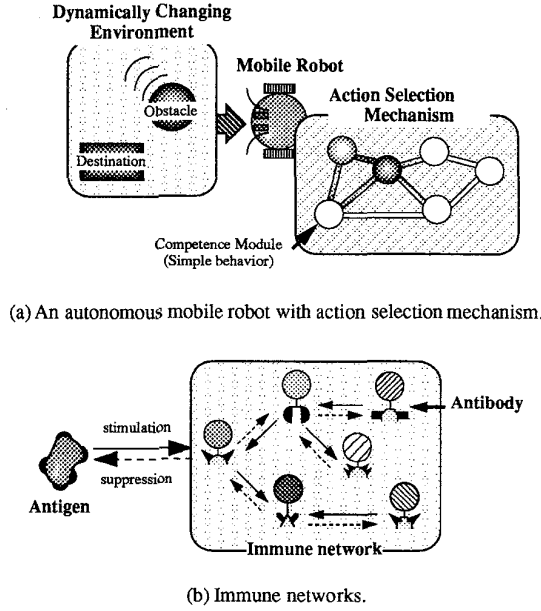 Dynamically Changing
Environment
Mobile Robot
Obstacle
Action Selection
Mechanism
Destination
Competence Module
(Simple behavior)
(a) An autonomous mobile robot with action selection mechanism.
stimulation
Antibody
suppression
Antigen
Immune network
(b) Immune networks.